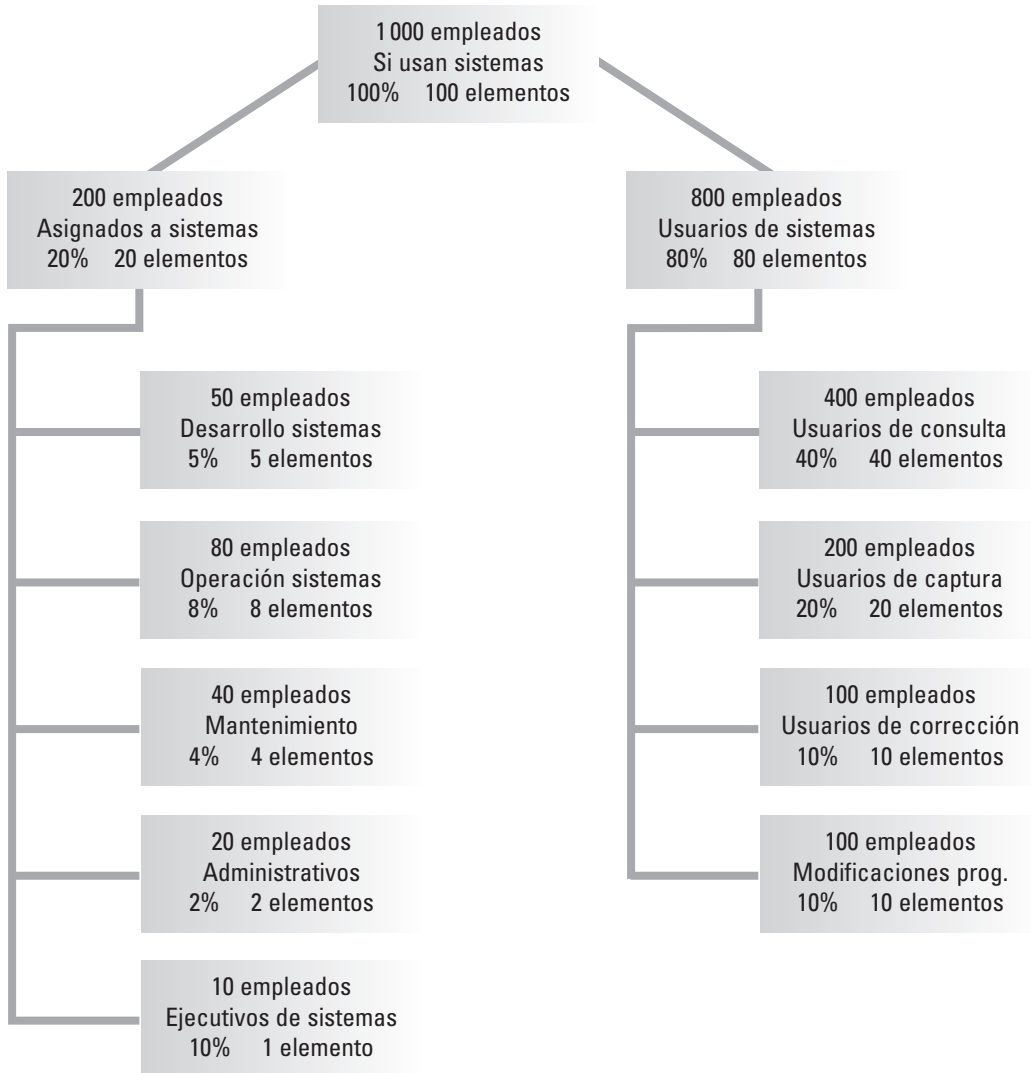 1 000 empleados
Si usan sistemas
100% 100 elementos
200 empleados
Asignados a sistemas
20% 20 elementos
50 empleados
Desarrollo sistemas
5% 5 elementos
80 empleados
Operación sistemas
8% 8 elementos
40 empleados
Mantenimiento
4% 4 elementos
20 empleados
Administrativos
2% 2 elementos
10 empleados
Ejecutivos de sistemas
10% 1 elemento
800 empleados
Usuarios de sistemas
80% 80 elementos
400 empleados
Usuarios de consulta
40% 40 elementos
200 empleados
Usuarios de captura
20% 20 elementos
100 empleados
Usuarios de corrección
10% 10 elementos
100 empleados
Modificaciones prog.
10% 10 elementos